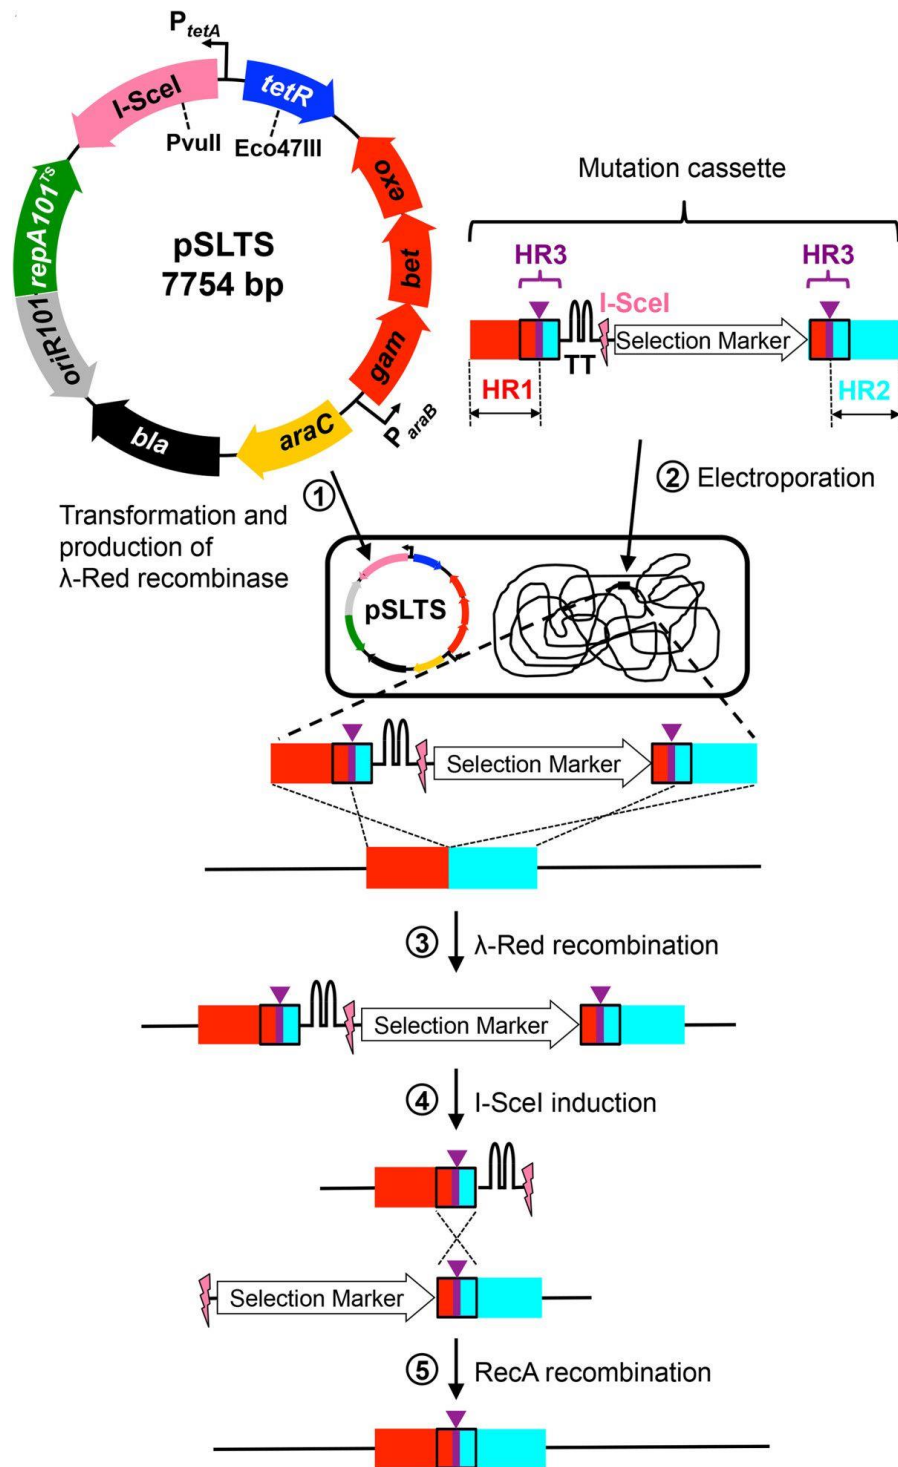 P tetA
I-SceI
tetR
PvuII
Eco47III
exo
bet
gam
P araB
araC
bla
oriR101
repA101TS
pSLTS
7754 bp
Mutation cassette
HR3
HR3
I-SceI
Selection Marker
TT
HR1
HR2
1
Transformation and
production of
λ-Red recombinase
2 Electroporation
pSLTS
Selection Marker
3 λ-Red recombination
Selection Marker
4 I-SceI induction
Selection Marker
5 RecA recombination